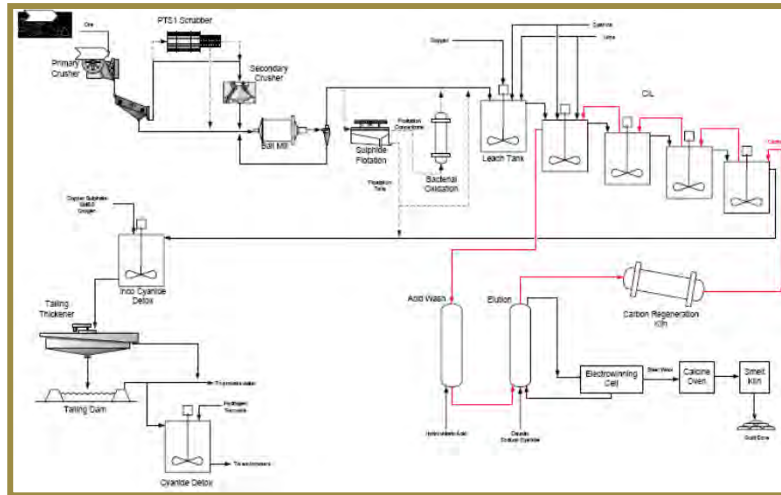 Ore
PTS1 Scrubber
Primary
Crusher
Secondary
Crusher
Ball Mill
Sulphide
Flotation
Flotation
Concentrate
Bacterial
Oxidation
Flotation
Tails
Oxygen
Cyanide
Leach Tank
CIL
Copper Sulphate
Oxygen
Inco Cyanide
Detox
Tailing
Thickener
Tailing Dam
To process water
Hydrogen
Peroxide
Cyanide Detox
To environment
Acid Wash
Elution
Carbon Regeneration
Kiln
Hydrochloric Acid
Caustic
Sodium Cyanide
Electrowinning
Cell
Steel Wool
Calcine
Oven
Smelt
Kiln
Gold Dore